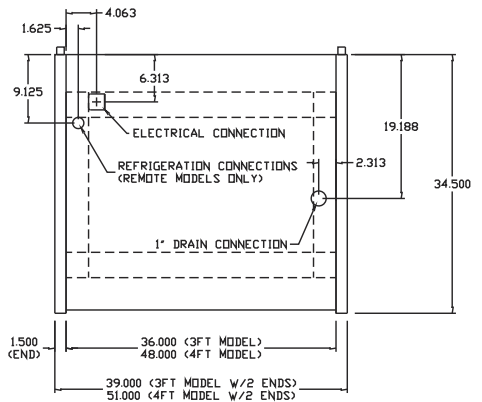 4.063
1.625
9.125
6.313
ELECTRICAL CONNECTION
19.188
REFRIGERATION CONNECTIONS
(REMOTE MODELS ONLY)
2.313
34.500
1" DRAIN CONNECTION
1.500
(END)
36.000 (3FT MODEL)
48.000 (4FT MODEL)
39.000 (3FT MODEL W/2 ENDS)
51.000 (4FT MODEL W/2 ENDS)